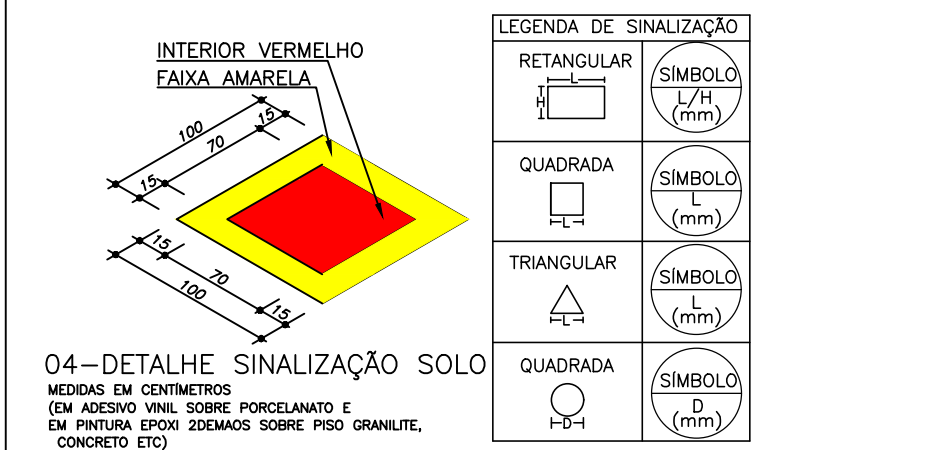 INTERIOR VERMELHO
FAIXA AMARELA
100
15
70
15
15
70
100
15
04-DETALHE SINALIZAÇÃO SOLO
MEDIDAS EM CENTÍMETROS
(EM ADESIVO VINIL SOBRE PORCELANATO E
EM PINTURA EPOXI 2DEMAOS SOBRE PISO GRANILITE,
CONCRETO ETC)
LEGENDA DE SINALIZAÇÃO
RETANGULAR
L
H
SÍMBOLO
L/H
(mm)
QUADRADA
L
SÍMBOLO
L
(mm)
TRIANGULAR
L
SÍMBOLO
L
(mm)
QUADRADA
D
SÍMBOLO
D
(mm)